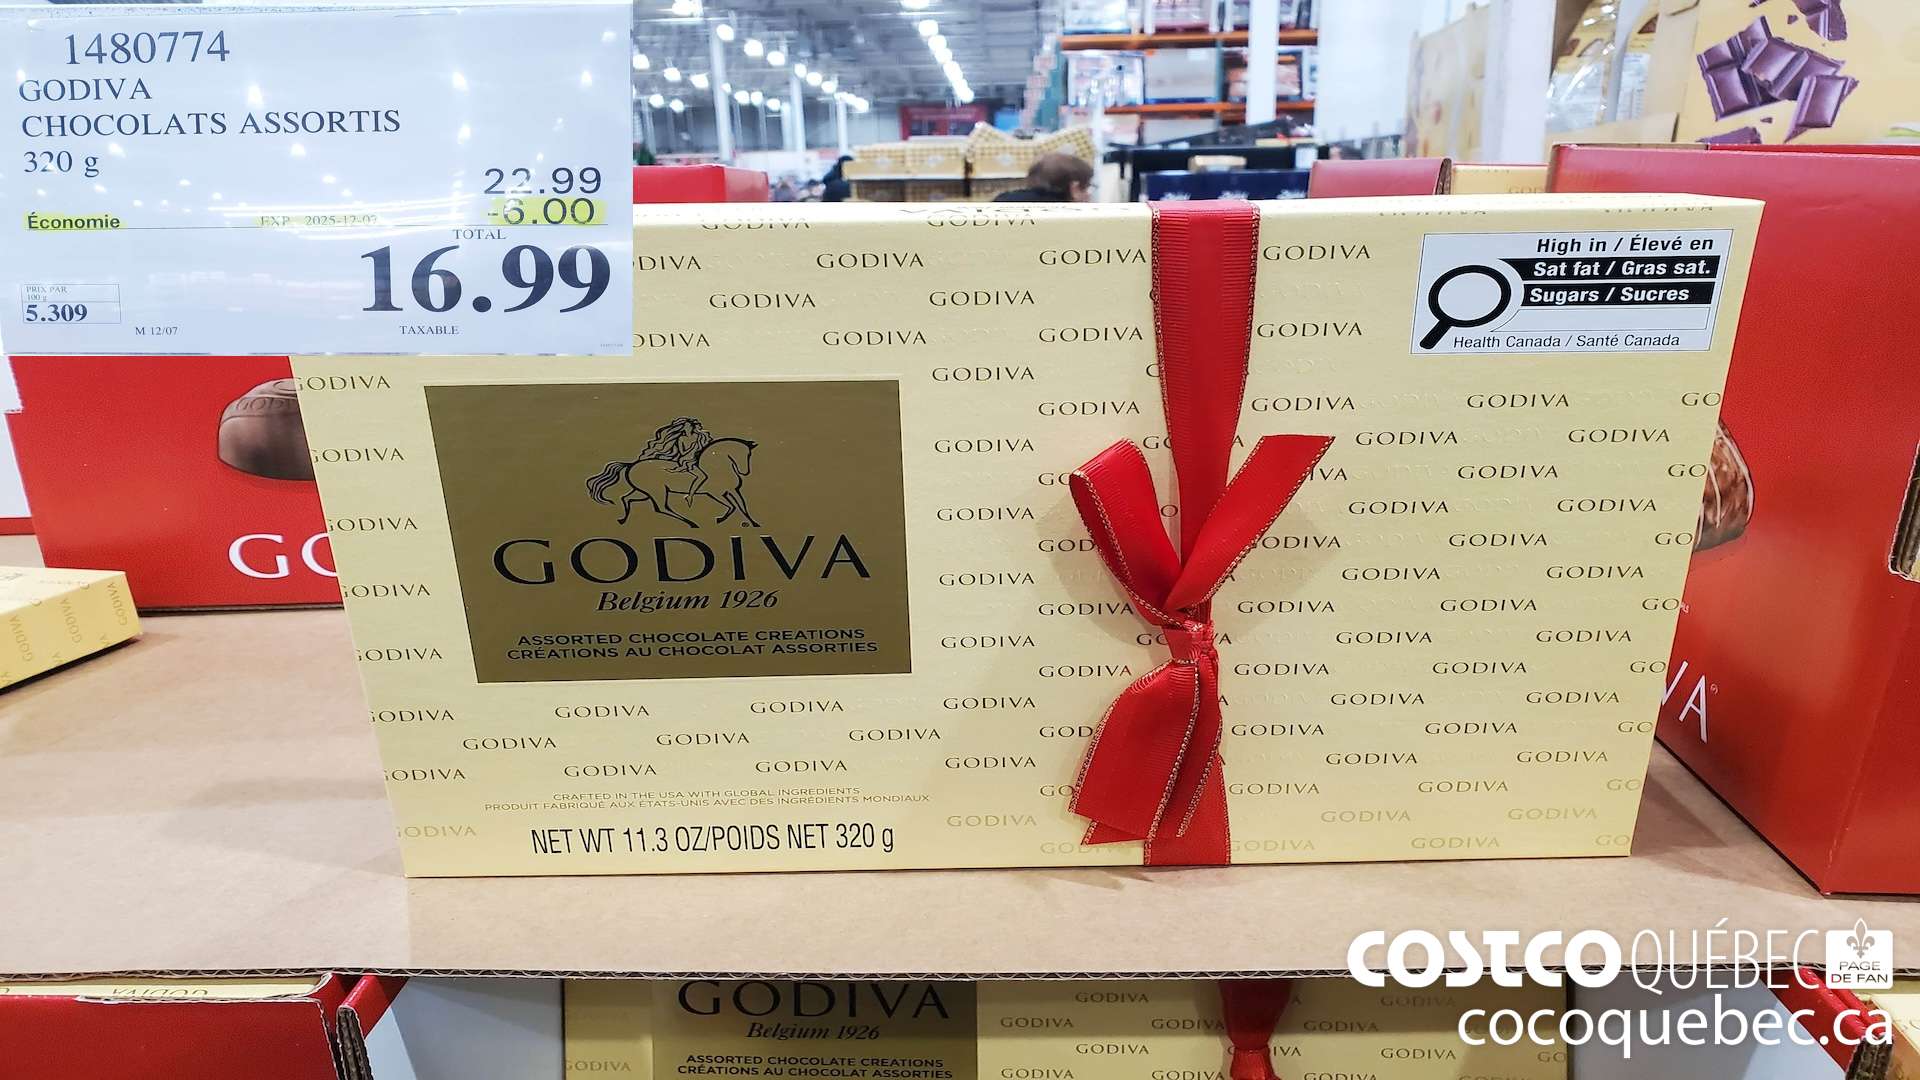 1480774
GODIVA
CHOCOLATS ASSORTIS
320 g
22.99
Économie EXP 2025-12-07 -6.00
TOTAL
16.99
PRIX PAR
100 g
5.309
M 12/07
TAXABLE
High in / Élevé en
Sat fat / Gras sat.
Sugars / Sucres
Health Canada / Santé Canada
GODIVA
Belgium 1926
ASSORTED CHOCOLATE CREATIONS
CRÉATIONS AU CHOCOLAT ASSORTIES
CRAFTED IN THE USA WITH GLOBAL INGREDIENTS
PRODUIT FABRIQUÉ AUX ÉTATS-UNIS AVEC DES INGRÉDIENTS MONDIAUX
NET WT 11.3 OZ/POIDS NET 320 g
COSTCO QUÉBEC PAGE DE FAN
cocoquebec.ca
GODIVA
Belgium 1926
ASSORTED CHOCOLATE CREATIONS
CRÉATIONS AU CHOCOLAT ASSORTIES